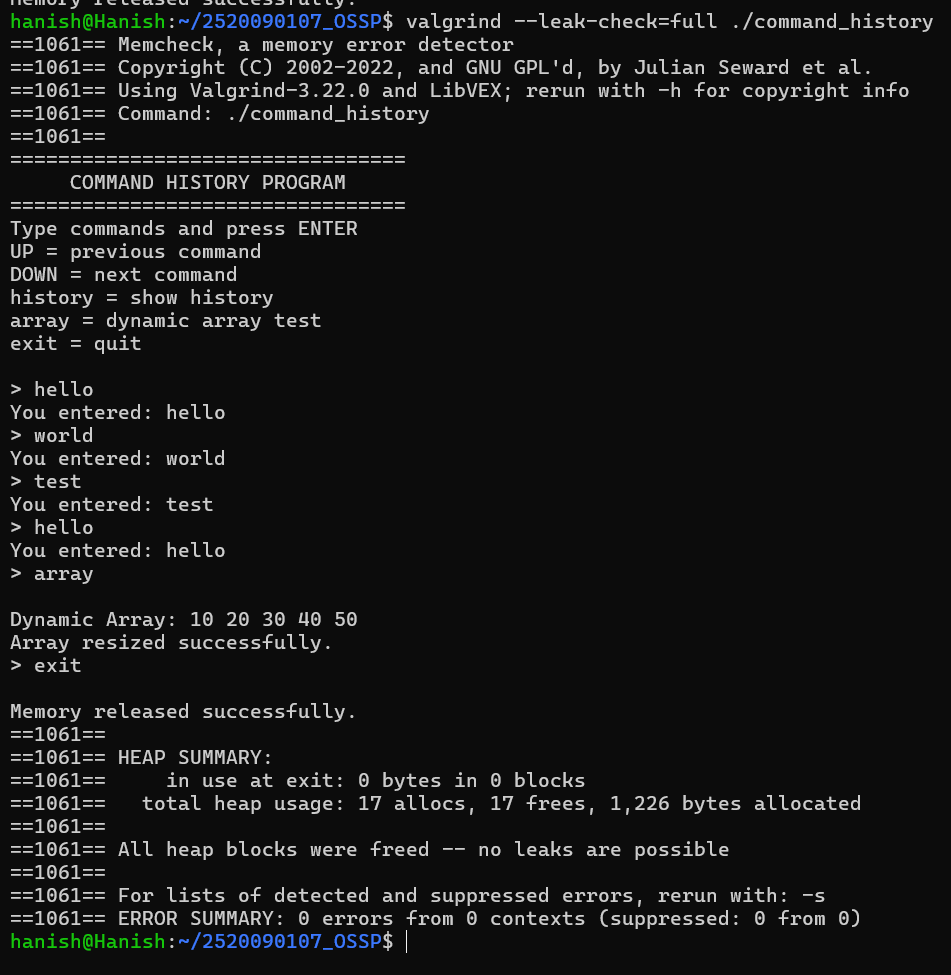 Memory released successfully.
hanish@Hanish:~/2520090107_OSSP$ valgrind --leak-check=full ./command_history
==1061== Memcheck, a memory error detector
==1061== Copyright (C) 2002-2022, and GNU GPL'd, by Julian Seward et al.
==1061== Using Valgrind-3.22.0 and LibVEX; rerun with -h for copyright info
==1061== Command: ./command_history
==1061==
=================================
     COMMAND HISTORY PROGRAM
=================================
Type commands and press ENTER
UP = previous command
DOWN = next command
history = show history
array = dynamic array test
exit = quit

> hello
You entered: hello
> world
You entered: world
> test
You entered: test
> hello
You entered: hello
> array

Dynamic Array: 10 20 30 40 50
Array resized successfully.
> exit

Memory released successfully.
==1061==
==1061== HEAP SUMMARY:
==1061==     in use at exit: 0 bytes in 0 blocks
==1061==   total heap usage: 17 allocs, 17 frees, 1,226 bytes allocated
==1061==
==1061== All heap blocks were freed -- no leaks are possible
==1061==
==1061== For lists of detected and suppressed errors, rerun with: -s
==1061== ERROR SUMMARY: 0 errors from 0 contexts (suppressed: 0 from 0)
hanish@Hanish:~/2520090107_OSSP$